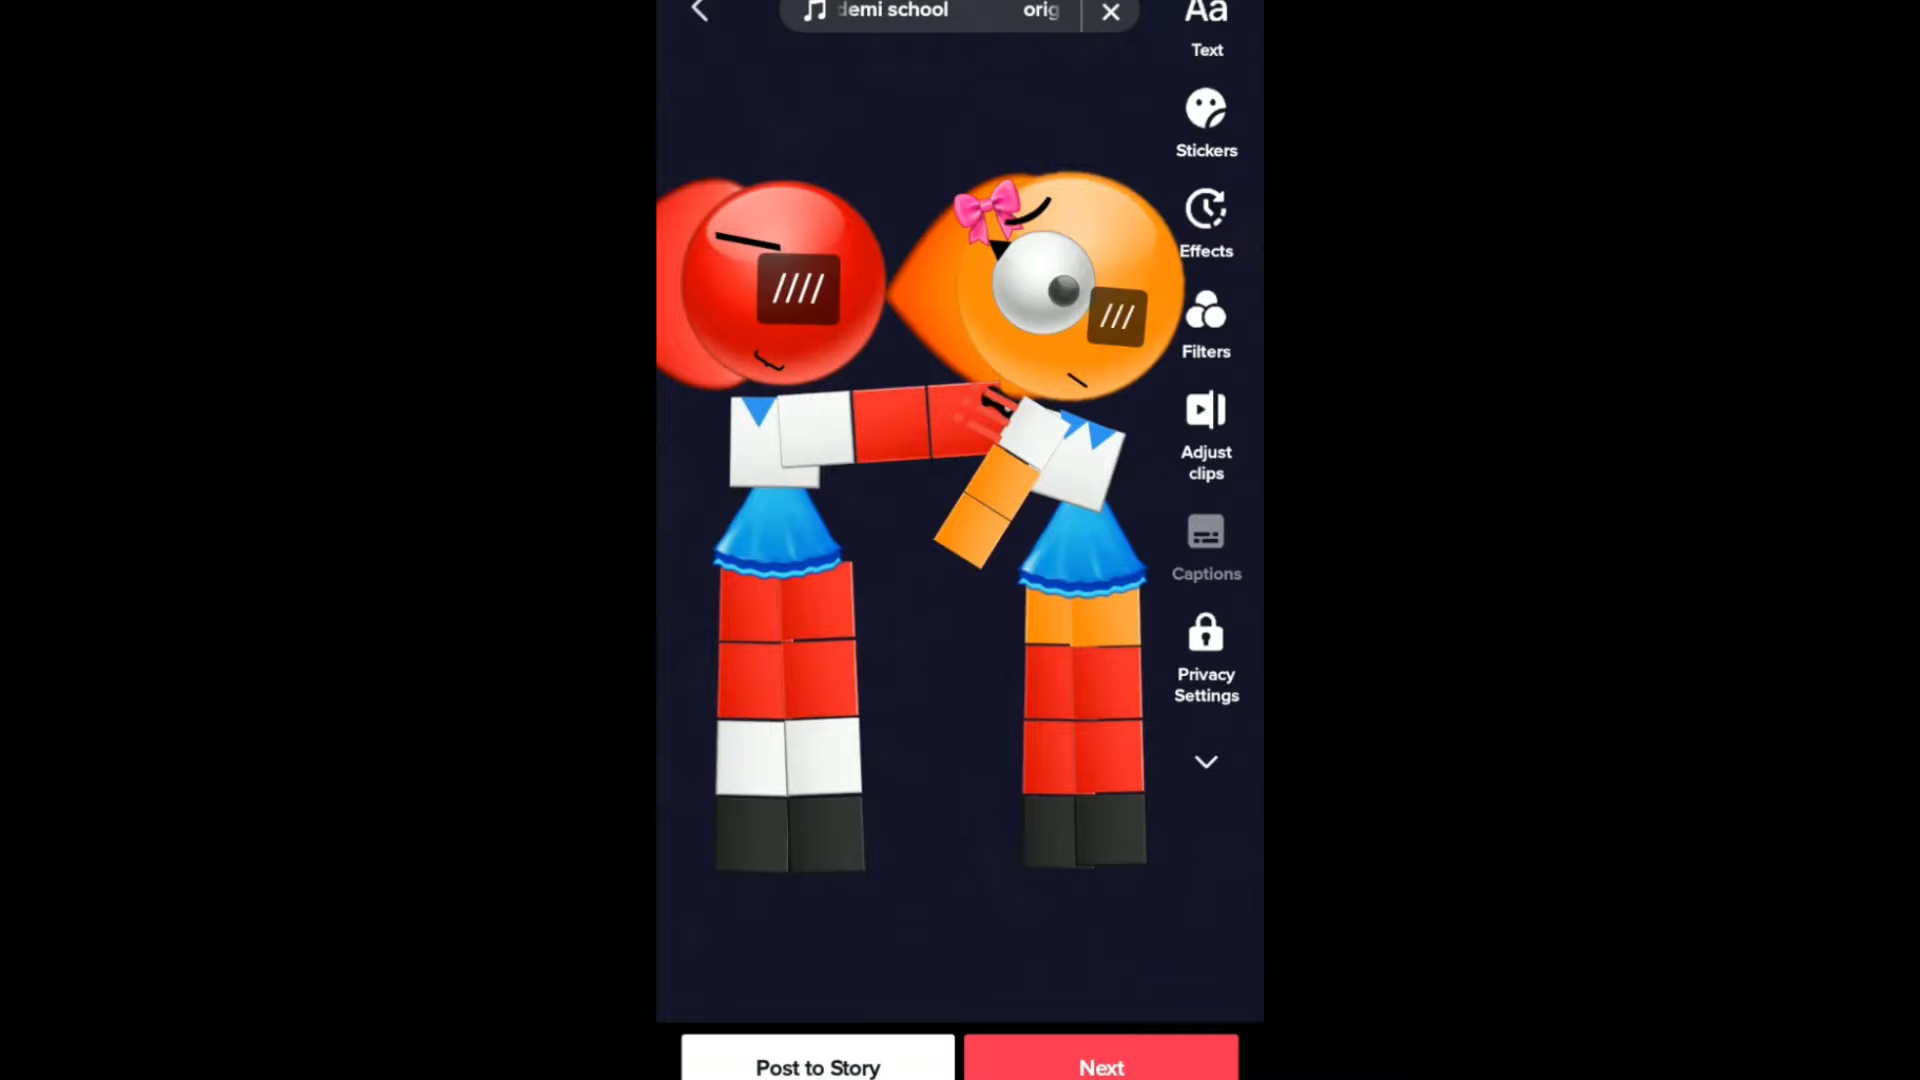 demi school orig
Aa
Text
Stickers
Effects
Filters
Adjust
clips
Captions
Privacy
Settings
Post to Story
Next